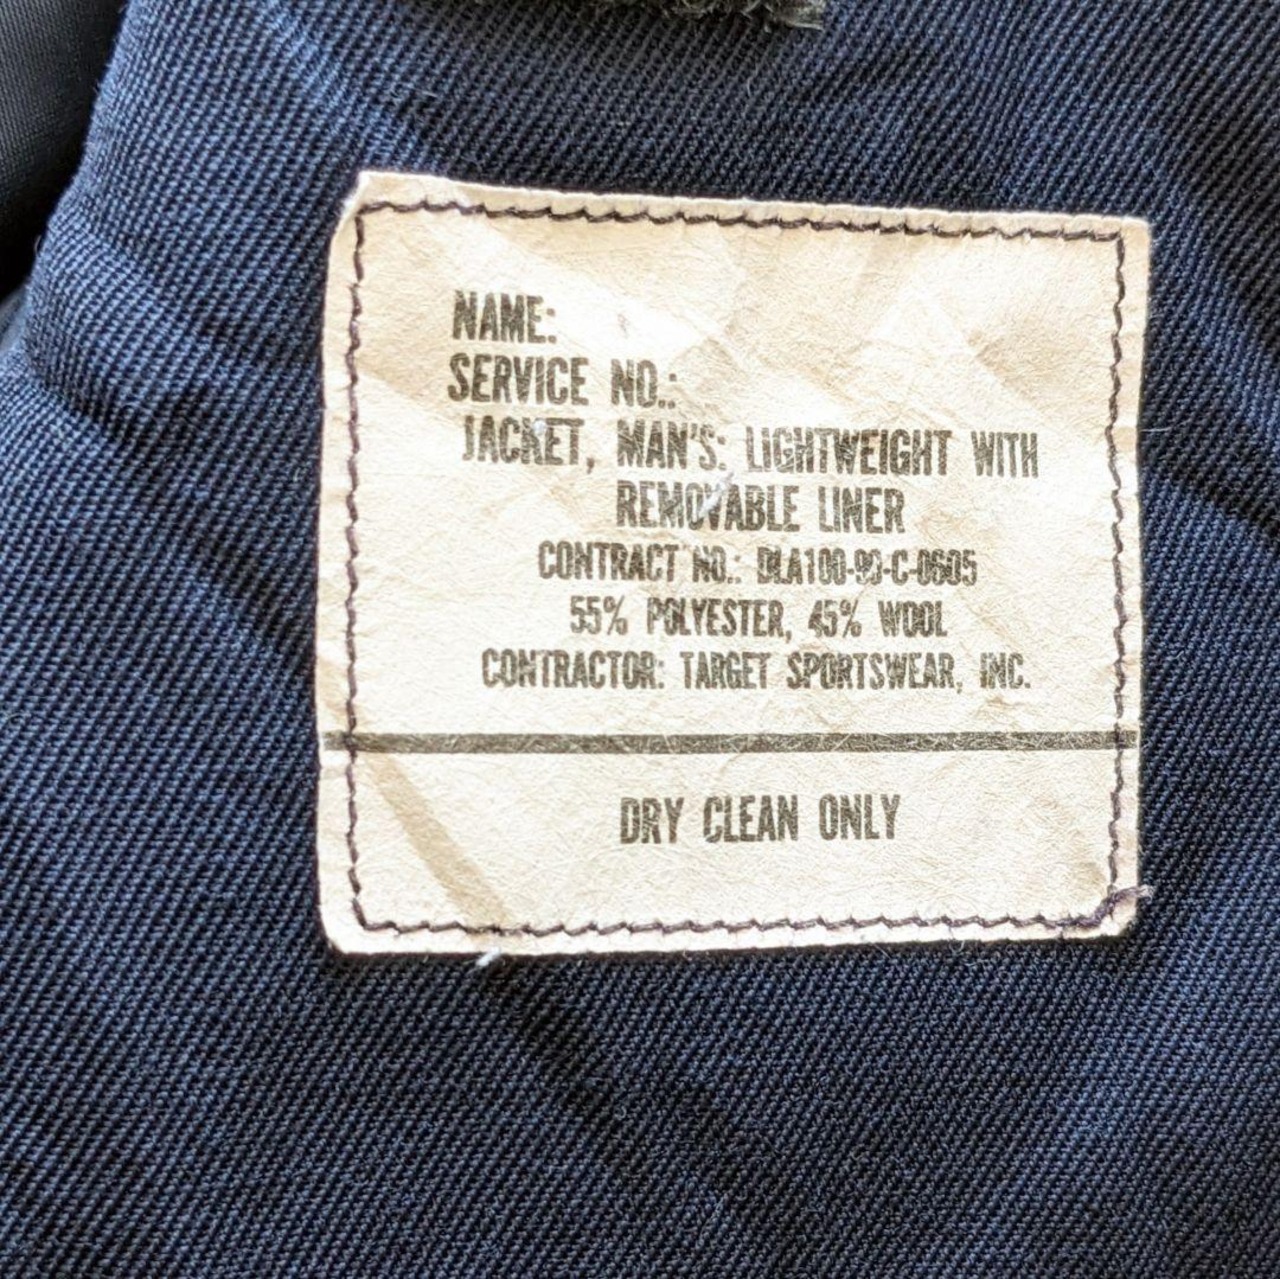 NAME:
SERVICE NO.:
JACKET, MAN'S: LIGHTWEIGHT WITH
REMOVABLE LINER
CONTRACT NO.: DLA100-90-C-0605
55% POLYESTER, 45% WOOL
CONTRACTOR: TARGET SPORTSWEAR, INC.
DRY CLEAN ONLY